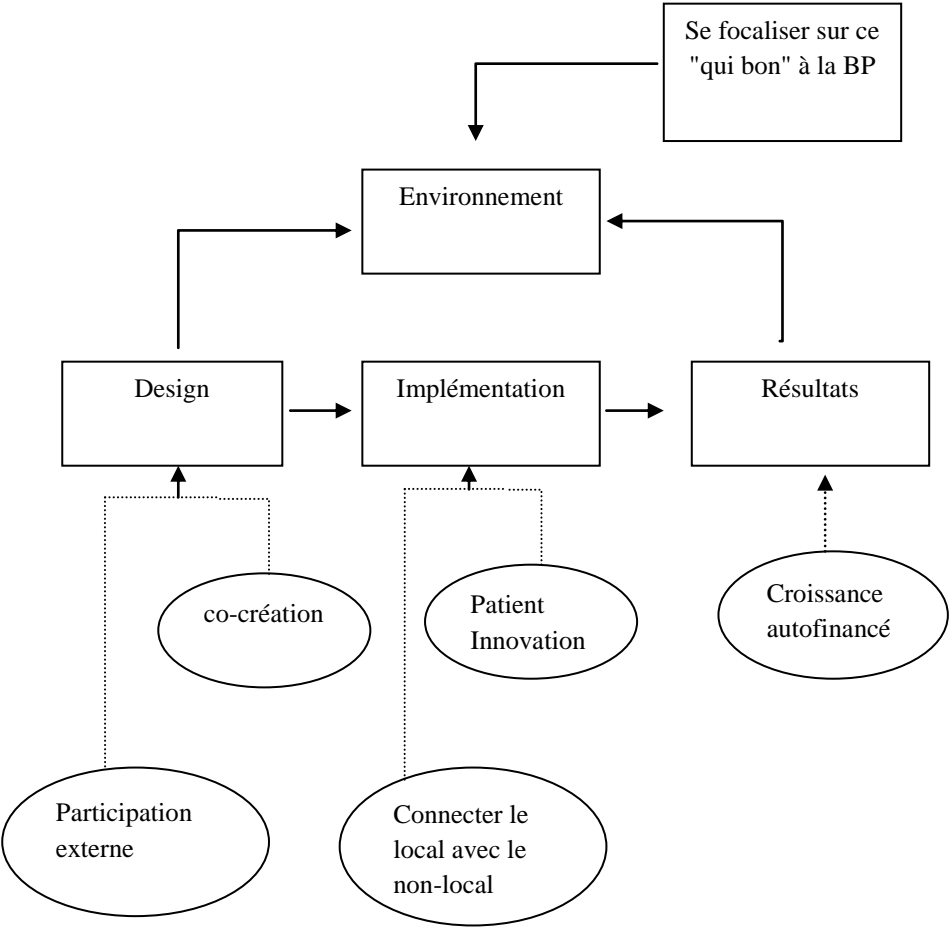 Se focaliser sur ce
"qui bon" à la BP
Environnement
Design
Implémentation
Résultats
co-création
Patient
Innovation
Croissance
autofinancé
Participation
externe
Connecter le
local avec le
non-local